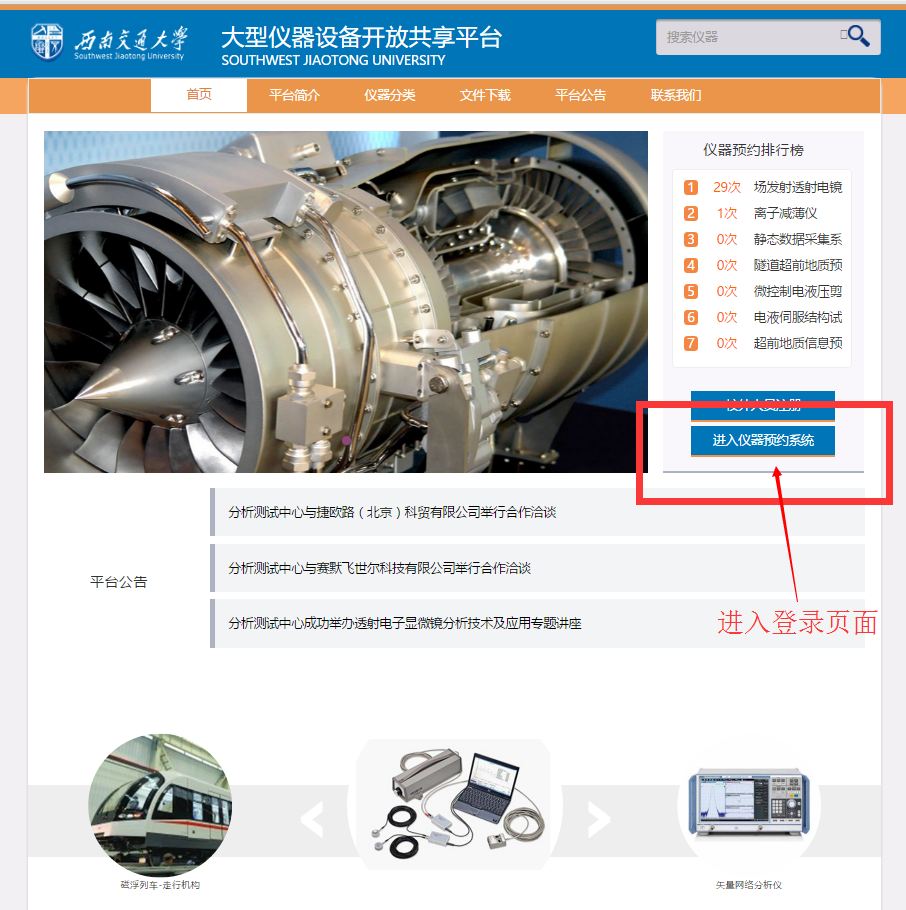 西南交通大学
Southwest Jiaotong University
大型仪器设备开放共享平台
SOUTHWEST JIAOTONG UNIVERSITY
搜索仪器
首页 平台简介 仪器分类 文件下载 平台公告 联系我们
仪器预约排行榜
1 29次 场发射透射电镜
2 1次 离子减薄仪
3 0次 静态数据采集系
4 0次 隧道超前地质预
5 0次 微控制电液压剪
6 0次 电液伺服结构试
7 0次 超前地质信息预
校外人员注册
进入仪器预约系统
分析测试中心与捷欧路（北京）科贸有限公司举行合作洽谈
平台公告
分析测试中心与赛默飞世尔科技有限公司举行合作洽谈
分析测试中心成功举办透射电子显微镜分析技术及应用专题讲座
进入登录页面
磁浮列车-走行机构
矢量网络分析仪